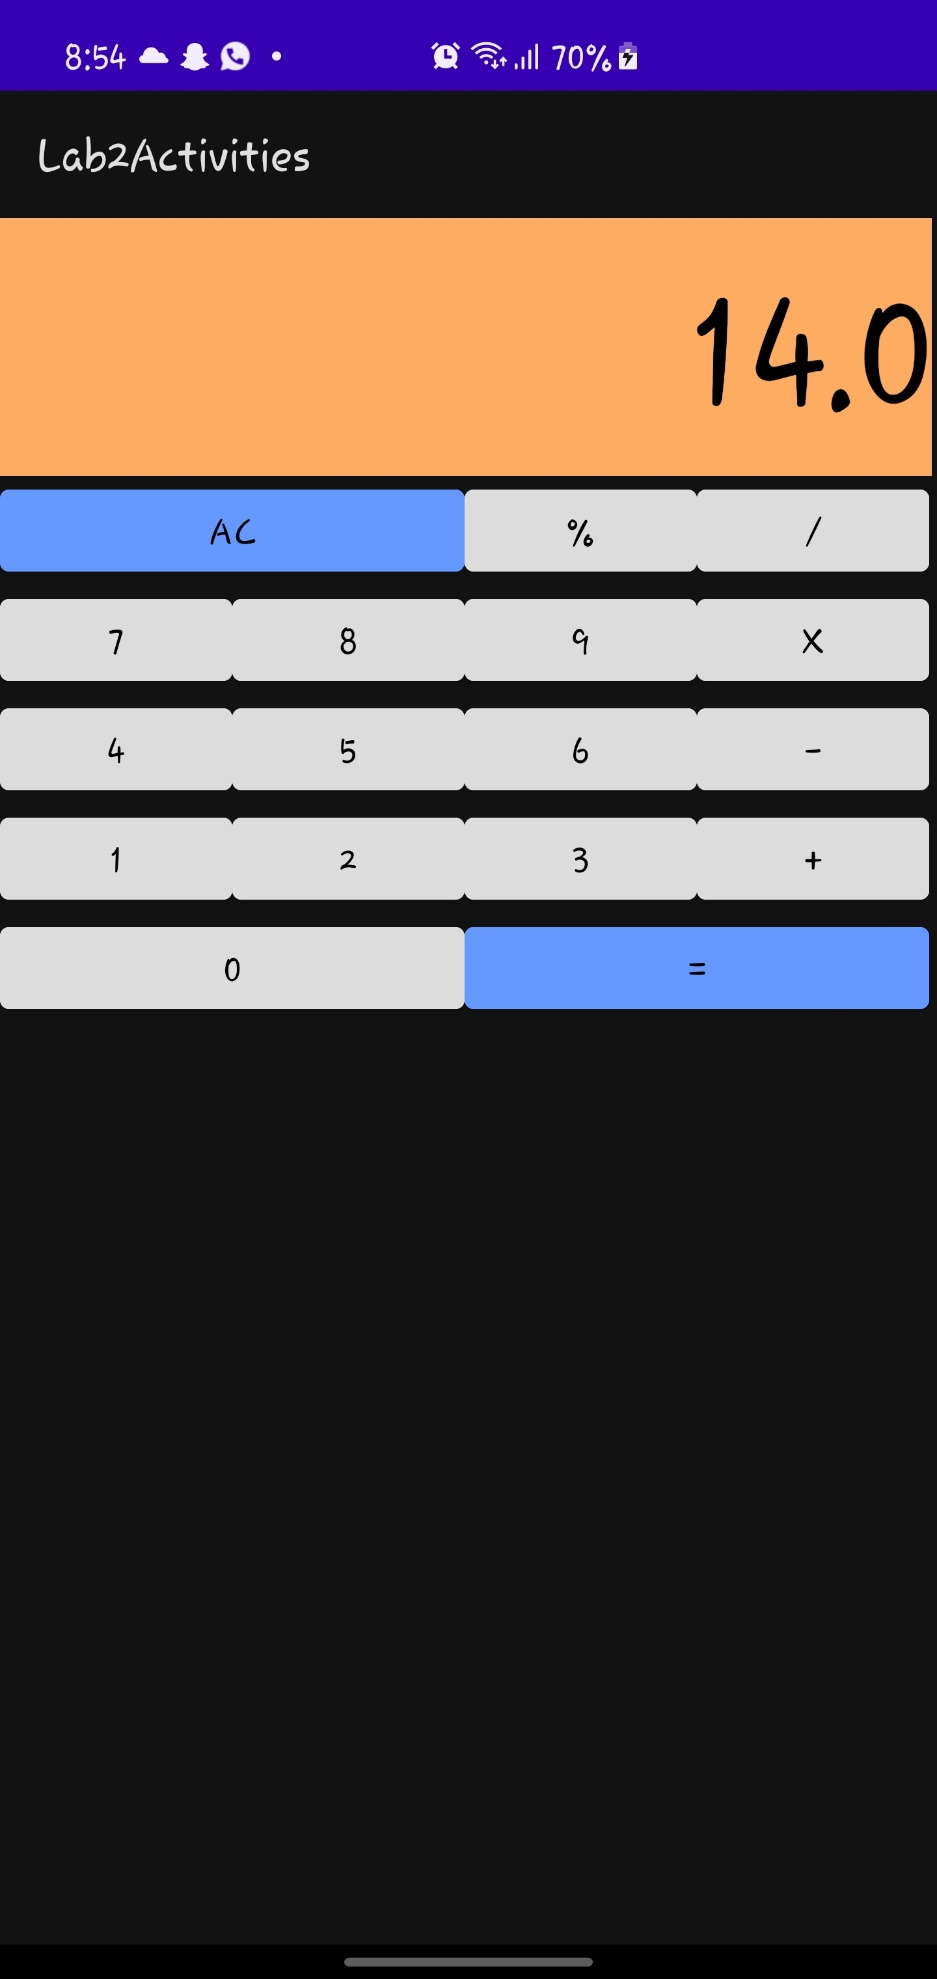 8:54 70%
Lab2Activities
14.0
AC % /
7 8 9 X
4 5 6 -
1 2 3 +
0 =